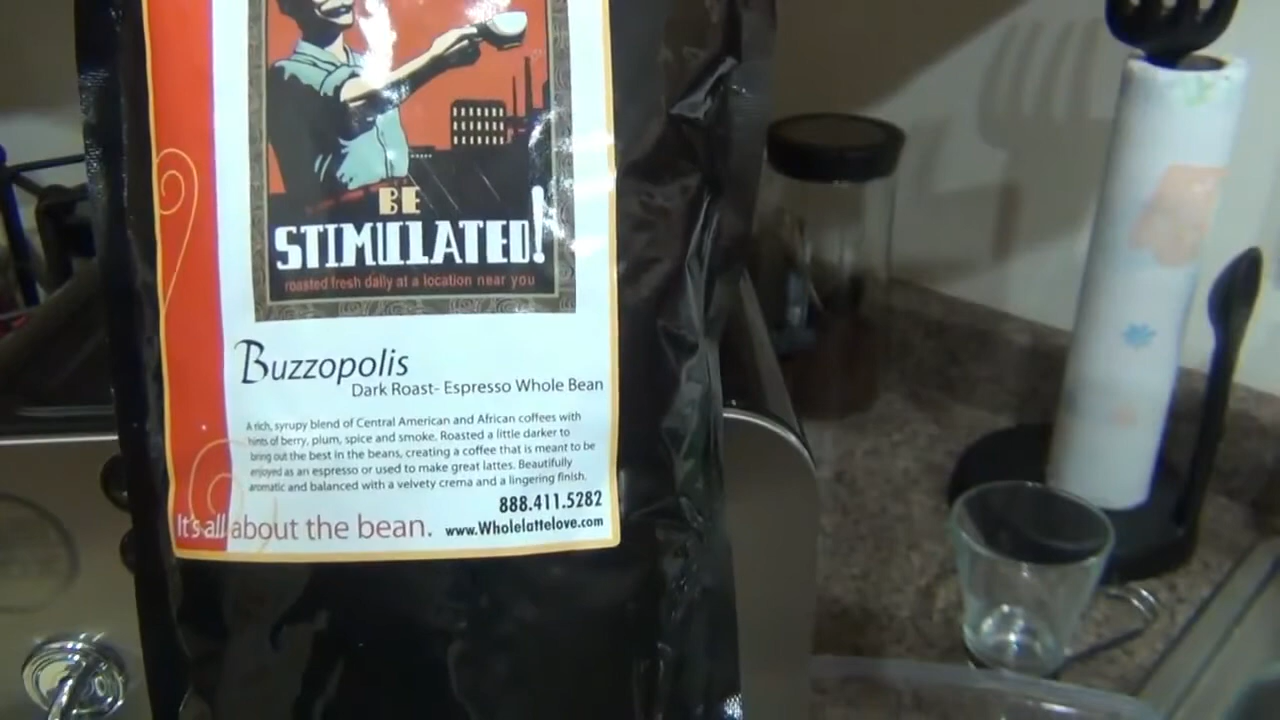 BE
STIMULATED!
roasted fresh daily at a location near you
Buzzopolis
Dark Roast- Espresso Whole Bean
A rich, syrupy blend of Central American and African coffees with
hints of berry, plum, spice and smoke. Roasted a little darker to
bring out the best in the beans, creating a coffee that is meant to be
enjoyed as an espresso or used to make great lattes. Beautifully
aromatic and balanced with a velvety crema and a lingering finish.
888.411.5282
It's all about the bean. www.Wholelattelove.com